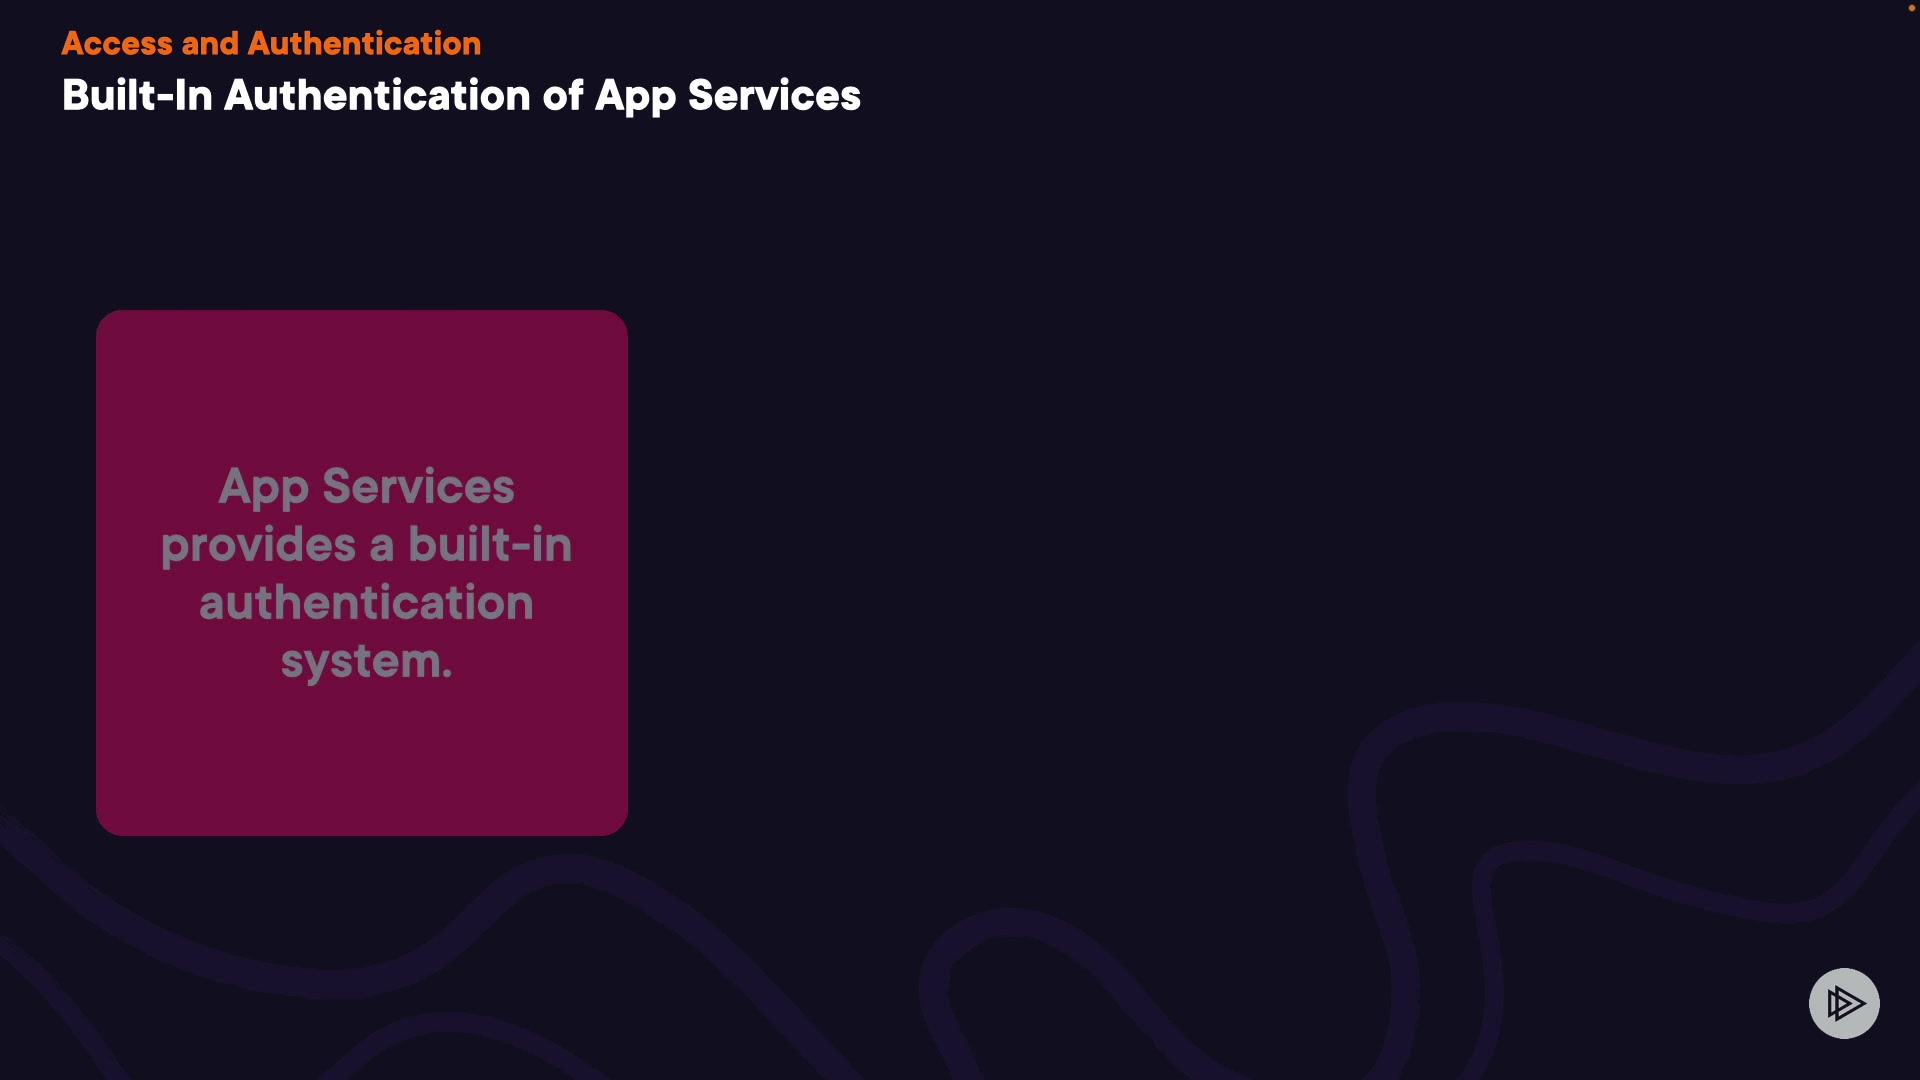 Access and Authentication
Built-In Authentication of App Services
App Services
provides a built-in
authentication
system.